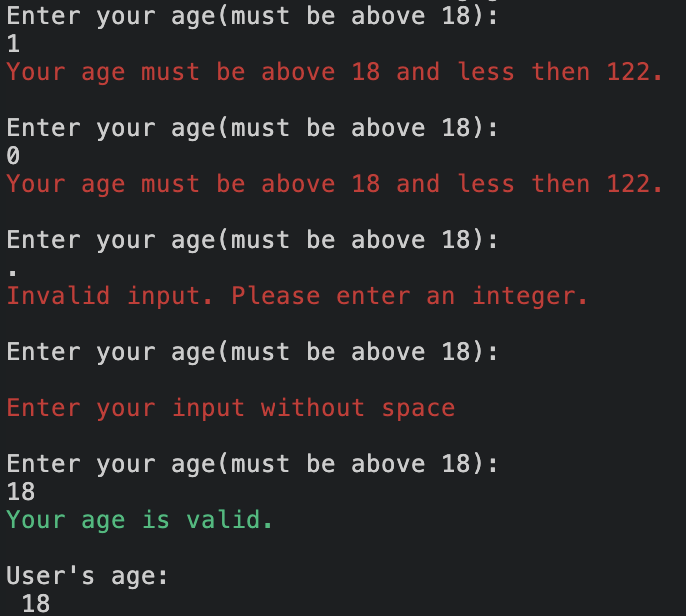 Enter your age(must be above 18):
1
Your age must be above 18 and less then 122.
Enter your age(must be above 18):
0
Your age must be above 18 and less then 122.
Enter your age(must be above 18):
.
Invalid input. Please enter an integer.
Enter your age(must be above 18):
Enter your input without space
Enter your age(must be above 18):
18
Your age is valid.
User's age:
18